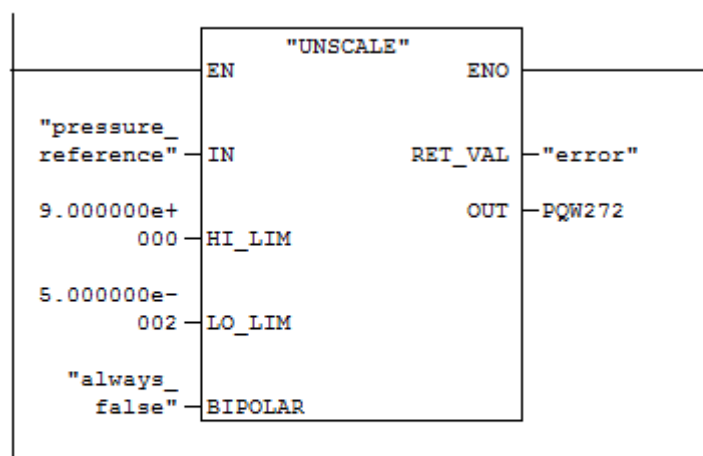 "UNSCALE"
EN ENO
"pressure_
reference" IN RET_VAL "error"
9.000000e+ OUT PQW272
000 HI_LIM
5.000000e-
002 LO_LIM
"always_
false" BIPOLAR